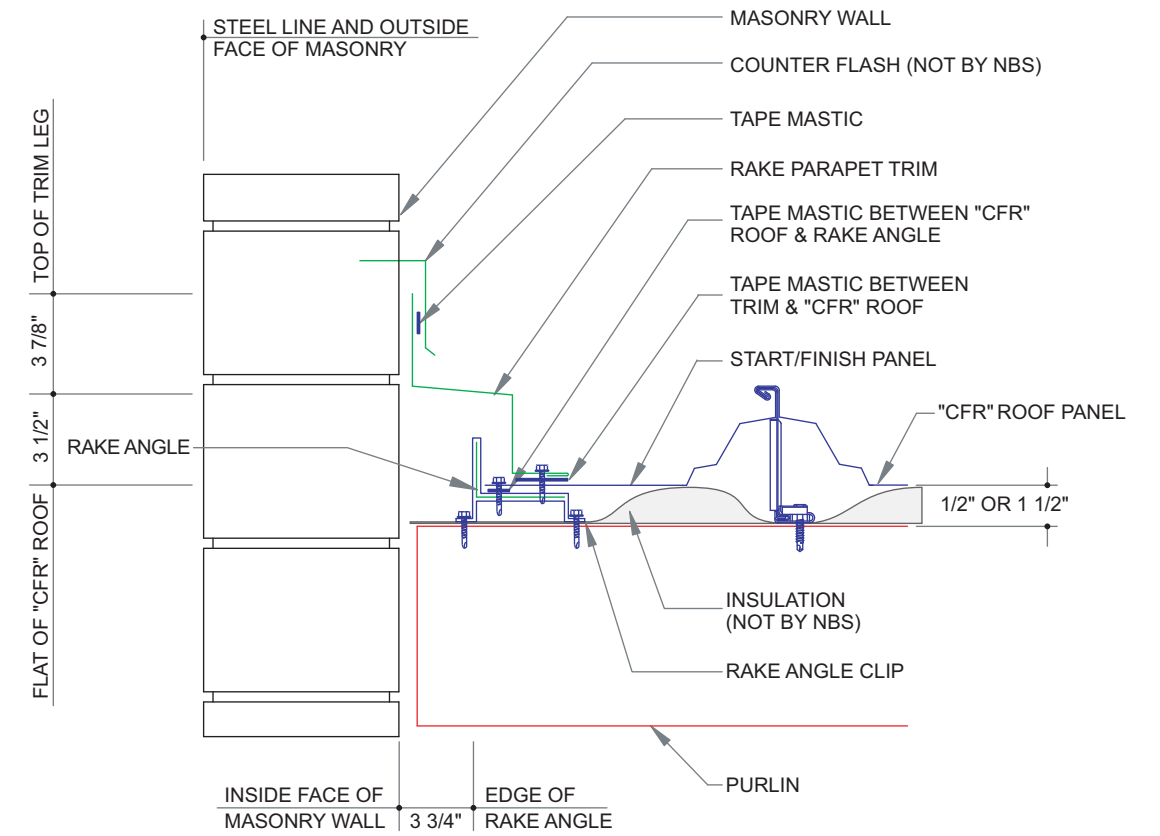 STEEL LINE AND OUTSIDE
FACE OF MASONRY
MASONRY WALL
COUNTER FLASH (NOT BY NBS)
TAPE MASTIC
RAKE PARAPET TRIM
TAPE MASTIC BETWEEN "CFR"
ROOF & RAKE ANGLE
TAPE MASTIC BETWEEN
TRIM & "CFR" ROOF
START/FINISH PANEL
"CFR" ROOF PANEL
1/2" OR 1 1/2"
INSULATION
(NOT BY NBS)
RAKE ANGLE CLIP
PURLIN
TOP OF TRIM LEG
3 7/8"
3 1/2"
FLAT OF "CFR" ROOF
RAKE ANGLE
INSIDE FACE OF
MASONRY WALL
3 3/4"
EDGE OF
RAKE ANGLE